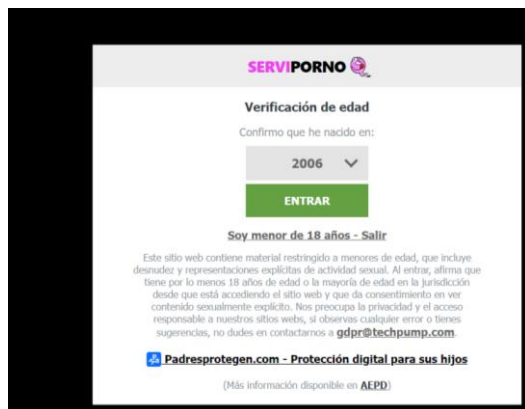 SERVIPORNO
Verificación de edad
Confirmo que he nacido en:
2006
ENTRAR
Soy menor de 18 años - Salir
Este sitio web contiene material restringido a menores de edad, que incluye
desnudez y representaciones explícitas de actividad sexual. Al entrar, afirma que
tiene por lo menos 18 años de edad o la mayoría de edad en la jurisdicción
desde que está accediendo el sitio web y que da consentimiento en ver
contenido sexualmente explícito. Nos preocupa la privacidad y el acceso
responsable a nuestros sitios webs, si observas cualquier error o tienes
sugerencias, no dudes en contactarnos a gdpr@techpump.com.
Padresprotegen.com - Protección digital para sus hijos
(Más información disponible en AEPD)